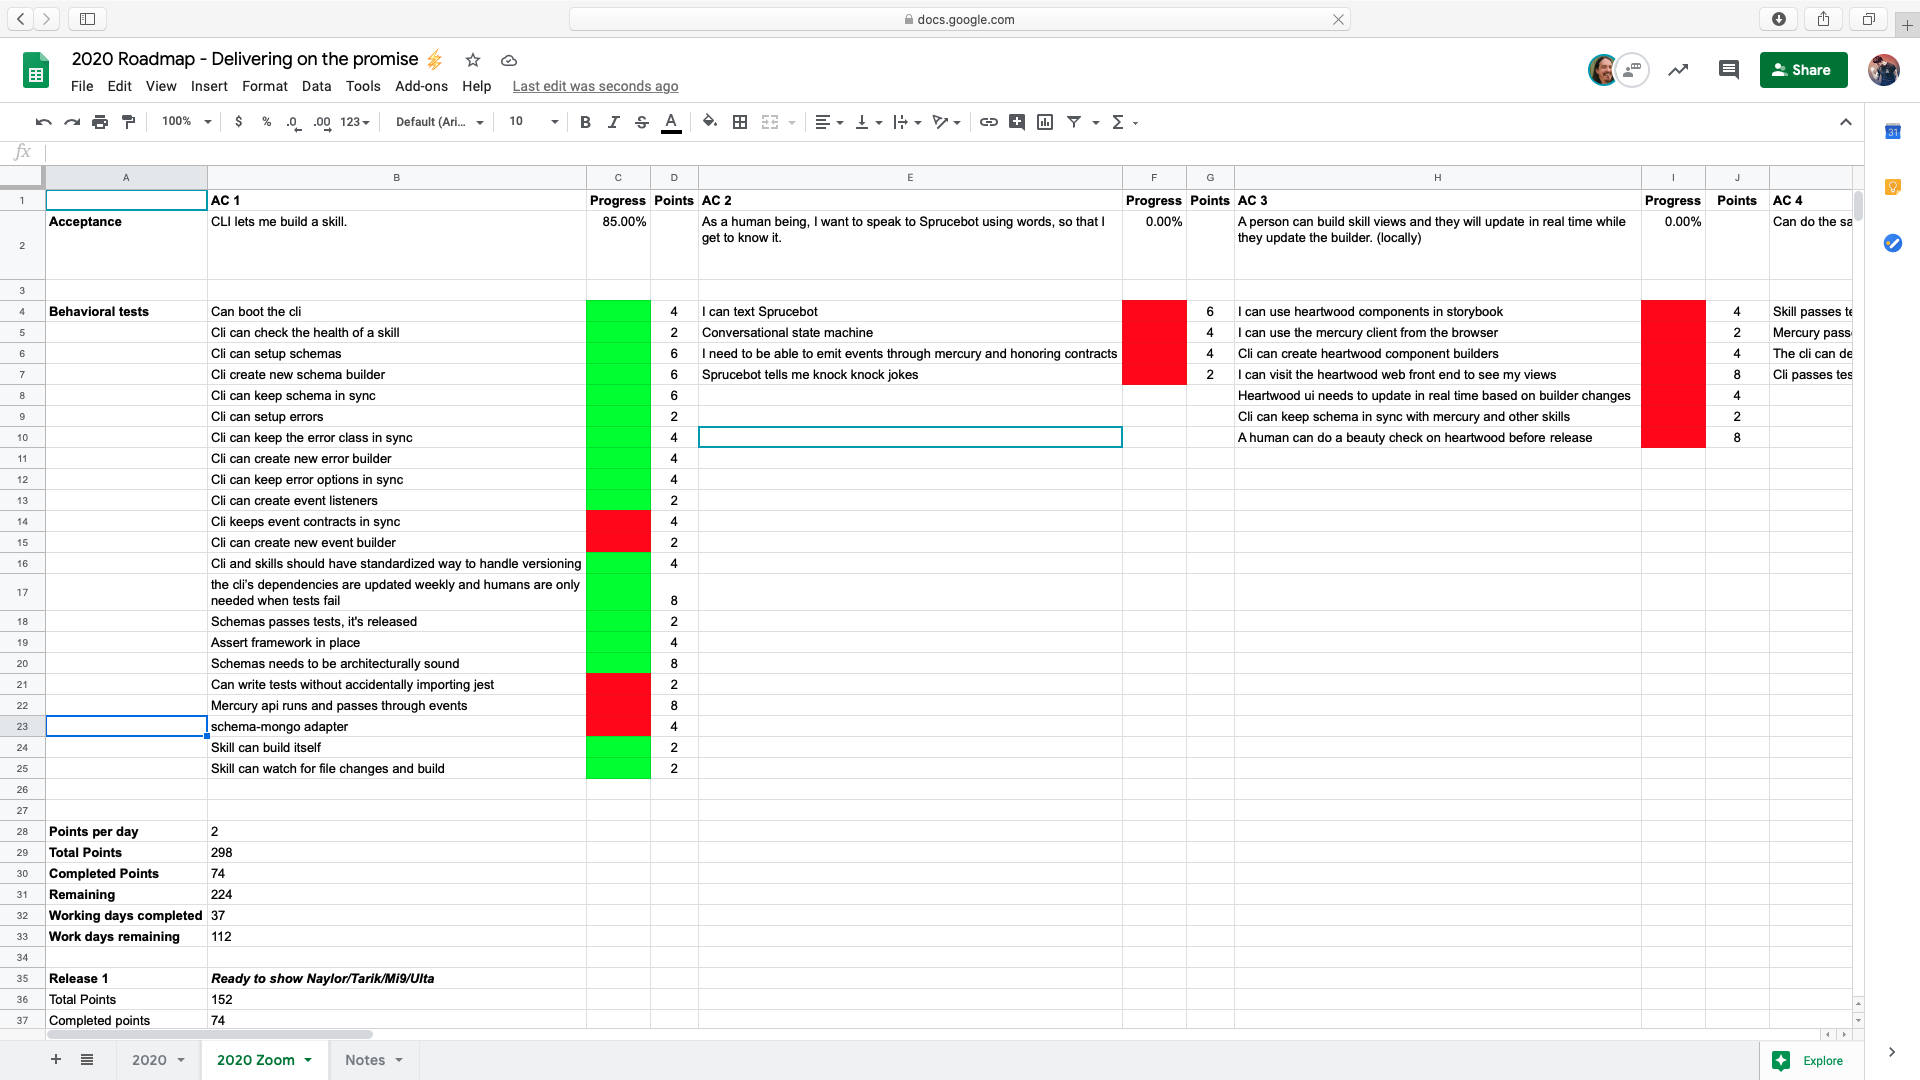 docs.google.com
2020 Roadmap - Delivering on the promise ⚡
File Edit View Insert Format Data Tools Add-ons Help Last edit was seconds ago
Share
100% $ % .0 .00 123 Default (Ari... 10 B I S A
31
fx
A B C D E F G H I J
1 AC 1 Progress Points AC 2 Progress Points AC 3 Progress Points AC 4
2 Acceptance CLI lets me build a skill. 85.00% As a human being, I want to speak to Sprucebot using words, so that I 0.00% A person can build skill views and they will update in real time while 0.00% Can do the sa
get to know it. they update the builder. (locally)
3
4 Behavioral tests Can boot the cli 4 I can text Sprucebot 6 I can use heartwood components in storybook 4 Skill passes te
5 Cli can check the health of a skill 2 Conversational state machine 4 I can use the mercury client from the browser 2 Mercury pass
6 Cli can setup schemas 6 I need to be able to emit events through mercury and honoring contracts 4 Cli can create heartwood component builders 4 The cli can de
7 Cli create new schema builder 6 Sprucebot tells me knock knock jokes 2 I can visit the heartwood web front end to see my views 8 Cli passes tes
8 Cli can keep schema in sync 6 Heartwood ui needs to update in real time based on builder changes 4
9 Cli can setup errors 2 Cli can keep schema in sync with mercury and other skills 2
10 Cli can keep the error class in sync 4 A human can do a beauty check on heartwood before release 8
11 Cli can create new error builder 4
12 Cli can keep error options in sync 4
13 Cli can create event listeners 2
14 Cli keeps event contracts in sync 4
15 Cli can create new event builder 2
16 Cli and skills should have standardized way to handle versioning 4
17 the cli's dependencies are updated weekly and humans are only
needed when tests fail 8
18 Schemas passes tests, it's released 2
19 Assert framework in place 4
20 Schemas needs to be architecturally sound 8
21 Can write tests without accidentally importing jest 2
22 Mercury api runs and passes through events 8
23 schema-mongo adapter 4
24 Skill can build itself 2
25 Skill can watch for file changes and build 2
26
27
28 Points per day 2
29 Total Points 298
30 Completed Points 74
31 Remaining 224
32 Working days completed 37
33 Work days remaining 112
34
35 Release 1 Ready to show Naylor/Tarik/Mi9/Ulta
36 Total Points 152
37 Completed points 74
2020 2020 Zoom Notes Explore